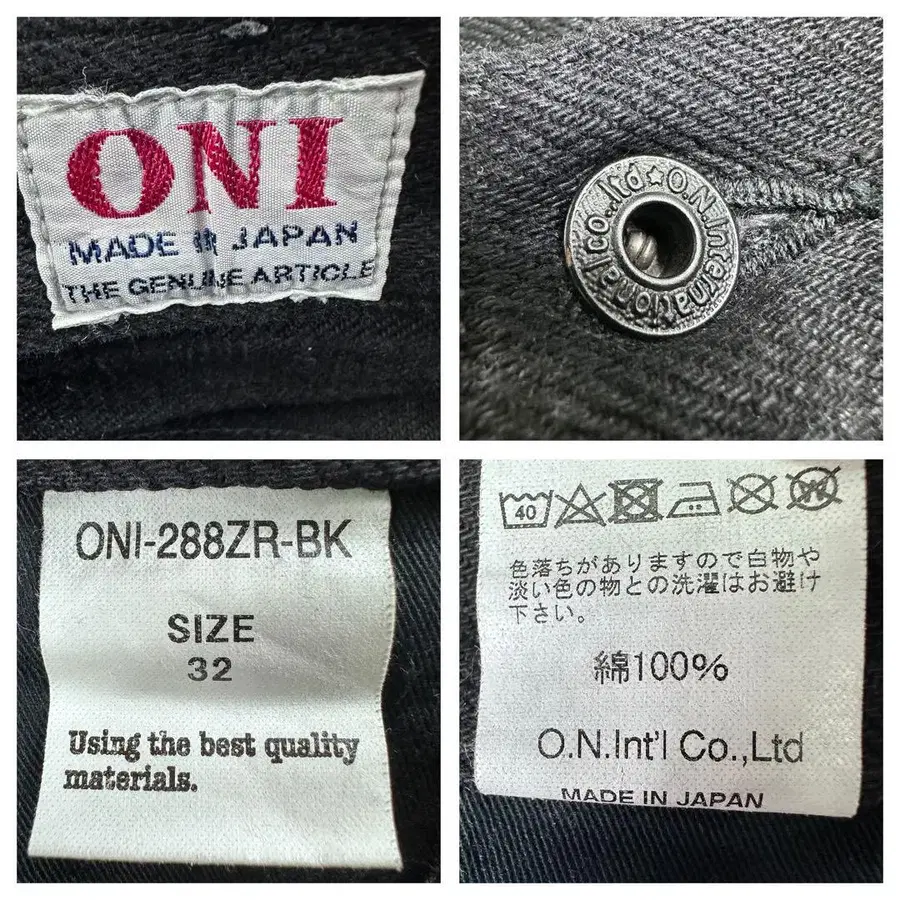 ONI
MADE IN JAPAN
THE GENUINE ARTICLE
O.N.International co.,ltd ☆
ONI-288ZR-BK
SIZE
32
Using the best quality
materials.
40
色落ちがありますので白物や
淡い色の物との洗濯はお避け
下さい。
綿100%
O.N.Int'l Co.,Ltd
MADE IN JAPAN